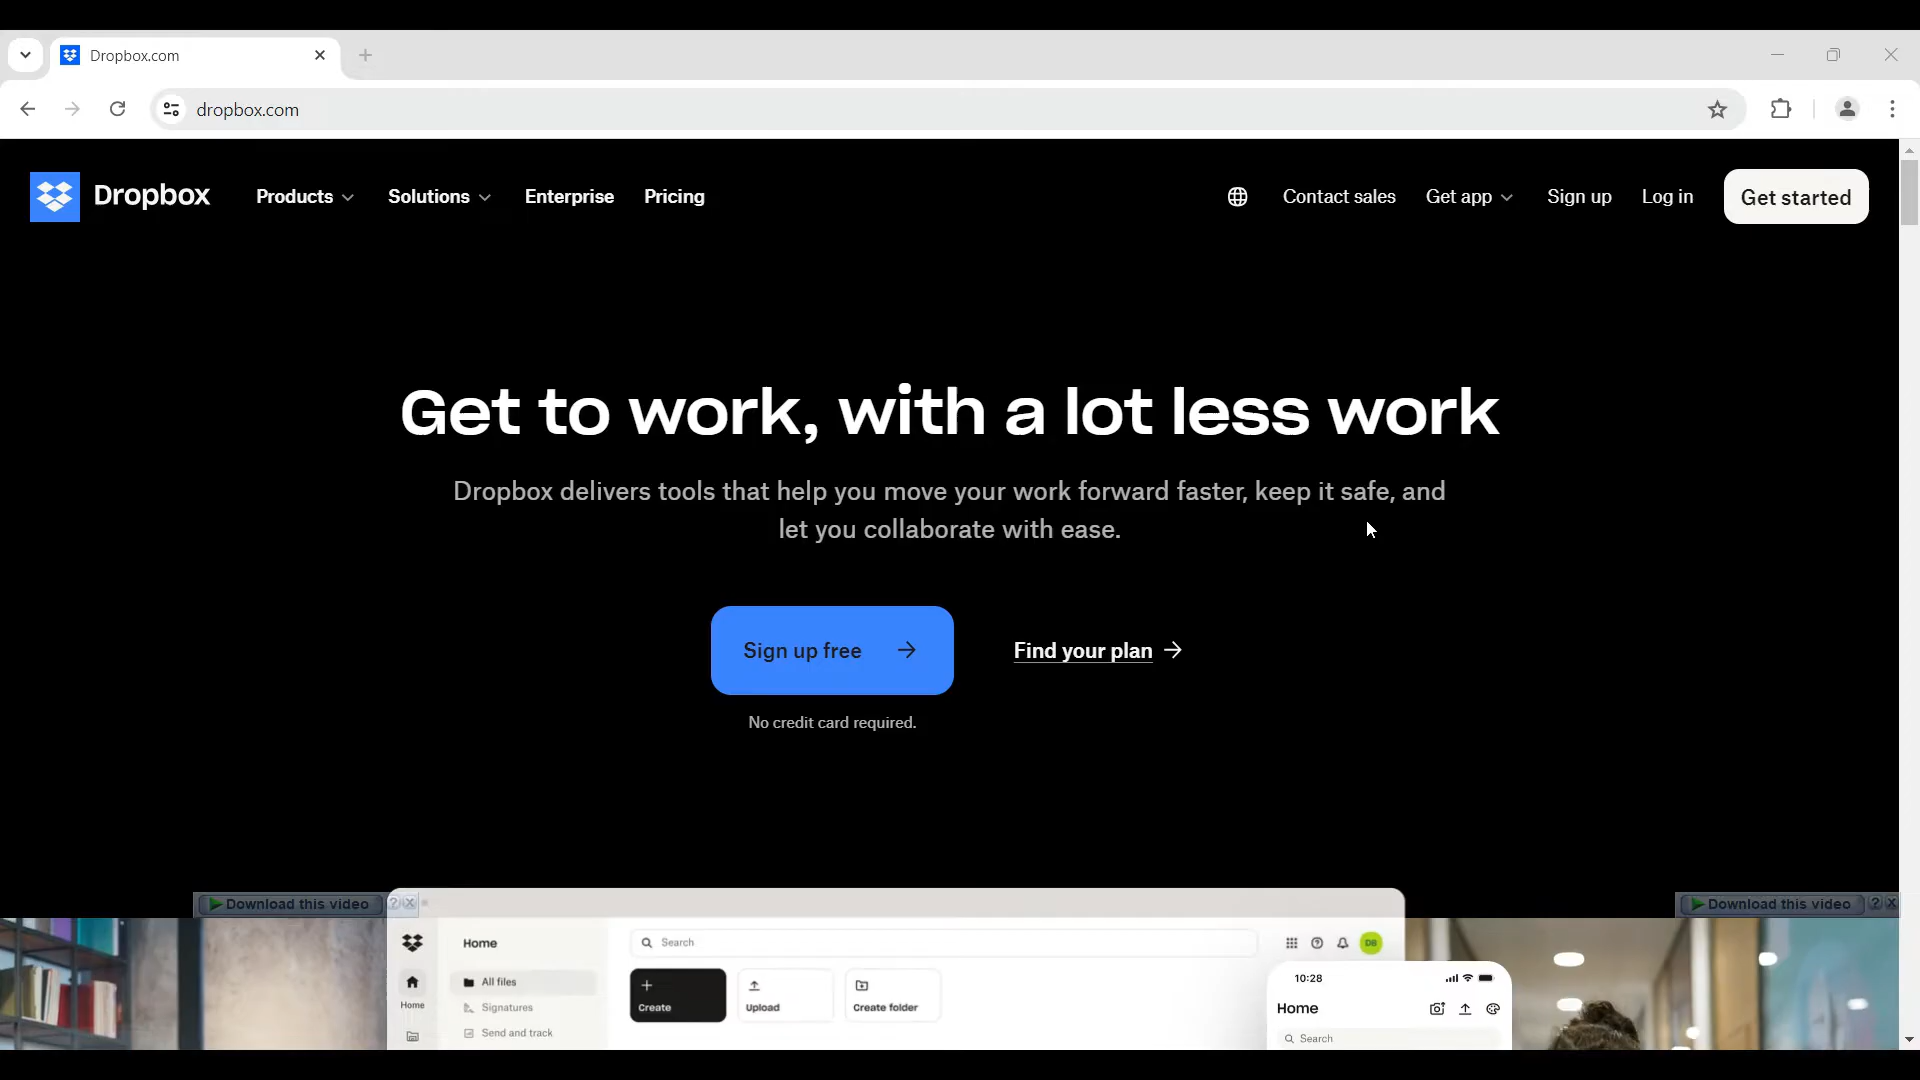 Dropbox.com
dropbox.com
Dropbox
Products
Solutions
Enterprise
Pricing
Contact sales
Get app
Sign up
Log in
Get started
Get to work, with a lot less work
Dropbox delivers tools that help you move your work forward faster, keep it safe, and
let you collaborate with ease.
Sign up free
Find your plan
No credit card required.
Download this video
Download this video
Home
Search
DB
Home
All files
Signatures
Send and track
Create
Upload
Create folder
10:28
Home
Search